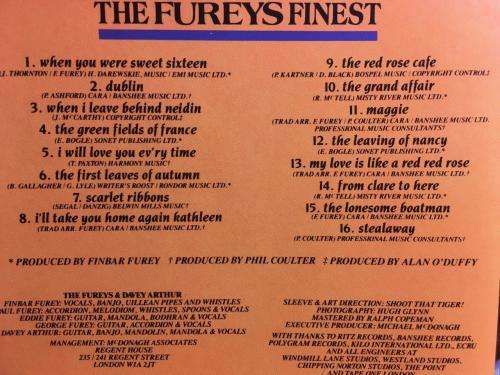 THE FUREYS FINEST
1. when you were sweet sixteen
(J. THORNTON / F. FUREY) H. DAREWSKIE, MUSIC / EMI MUSIC LTD.*
2. dublin
(P. ASHFORD) CARA / BANSHEE MUSIC LTD.†
3. when i leave behind neidin
(J. McCARTHY) COPYRIGHT CONTROL‡
4. the green fields of france
(E. BOGLE) SONET PUBLISHING LTD.*
5. i will love you ev'ry time
(T. PAXTON) HARMONY MUSIC†
6. the first leaves of autumn
(B. GALLAGHER / G. LYLE) WRITER'S ROOST / RONDOR MUSIC LTD.*
7. scarlet ribbons
(SEGAL / DANZIG) BELWIN MILLS MUSIC†
8. i'll take you home again kathleen
(TRAD ARR. FUREY) CARA / BANSHEE MUSIC LTD.†
9. the red rose cafe
(P. KARTNER / D. BLACK) BOSPEL MUSIC / COPYRIGHT CONTROL‡
10. the grand affair
(R. McTELL) MISTY RIVER MUSIC LTD.*
11. maggie
(TRAD ARR. F FUREY / P. COULTER) CARA / BANSHEE MUSIC LTD.
PROFESSIONAL MUSIC CONSULTANTS†
12. the leaving of nancy
(E. BOGLE) SONET PUBLISHING LTD.*
13. my love is like a red red rose
(TRAD ARR. F FUREY) CARA / BANSHEE MUSIC LTD.†
14. from clare to here
(R. McTELL) MISTY RIVER MUSIC LTD.*
15. the lonesome boatman
(F. FUREY) CARA / BANSHEE MUSIC LTD.*
16. stealaway
(P. COULTER) PROFESSIONAL MUSIC CONSULTANTS†
* PRODUCED BY FINBAR FUREY † PRODUCED BY PHIL COULTER ‡ PRODUCED BY ALAN O'DUFFY
THE FUREYS & DAVEY ARTHUR
FINBAR FUREY: VOCALS, BANJO, UILLEAN PIPES AND WHISTLES
PAUL FUREY: ACCORDION, MELODIOM, WHISTLES, SPOONS & VOCALS
EDDIE FUREY: GUITAR, MANDOLA, BODHRAN & VOCALS
GEORGE FUREY: GUITAR, ACCORDION & VOCALS
DAVEY ARTHUR: GUITAR, BANJO, MANDOLIN, MANDOLA & VOCALS
MANAGEMENT: McDONAGH ASSOCIATES
REGENT HOUSE
235 / 241 REGENT STREET
LONDON W1A 2JT
SLEEVE & ART DIRECTION: SHOOT THAT TIGER!
PHOTOGRAPHY: HUGH GLYNN
MASTERED BY RALPH COPEMAN
EXECUTIVE PRODUCER: MICHAEL McDONAGH
WITH THANKS TO RITZ RECORDS, BANSHEE RECORDS,
POLYGRAM RECORDS, KILO INTERNATIONAL LTD., ECRU
AND ALL ENGINEERS AT
WINDMILL LANE STUDIOS, WESTLAND STUDIOS,
CHIPPING NORTON STUDIOS, THE POINT
AND TAPE ONE LONDON